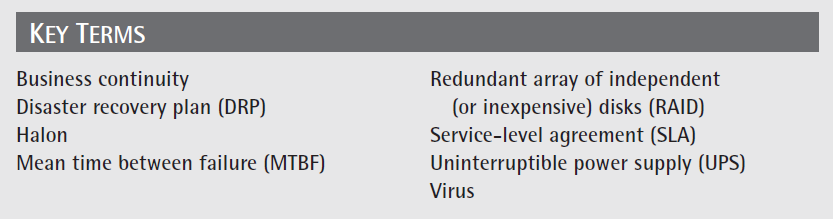 KEY TERMS
Business continuity
Disaster recovery plan (DRP)
Halon
Mean time between failure (MTBF)
Redundant array of independent
(or inexpensive) disks (RAID)
Service-level agreement (SLA)
Uninterruptible power supply (UPS)
Virus